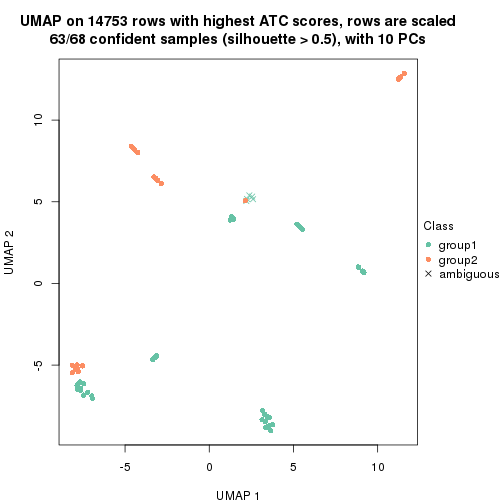 UMAP on 14753 rows with highest ATC scores, rows are scaled
63/68 confident samples (silhouette > 0.5), with 10 PCs
10
5
0
-5
UMAP 2
-5
0
5
10
UMAP 1
Class
group1
group2
ambiguous